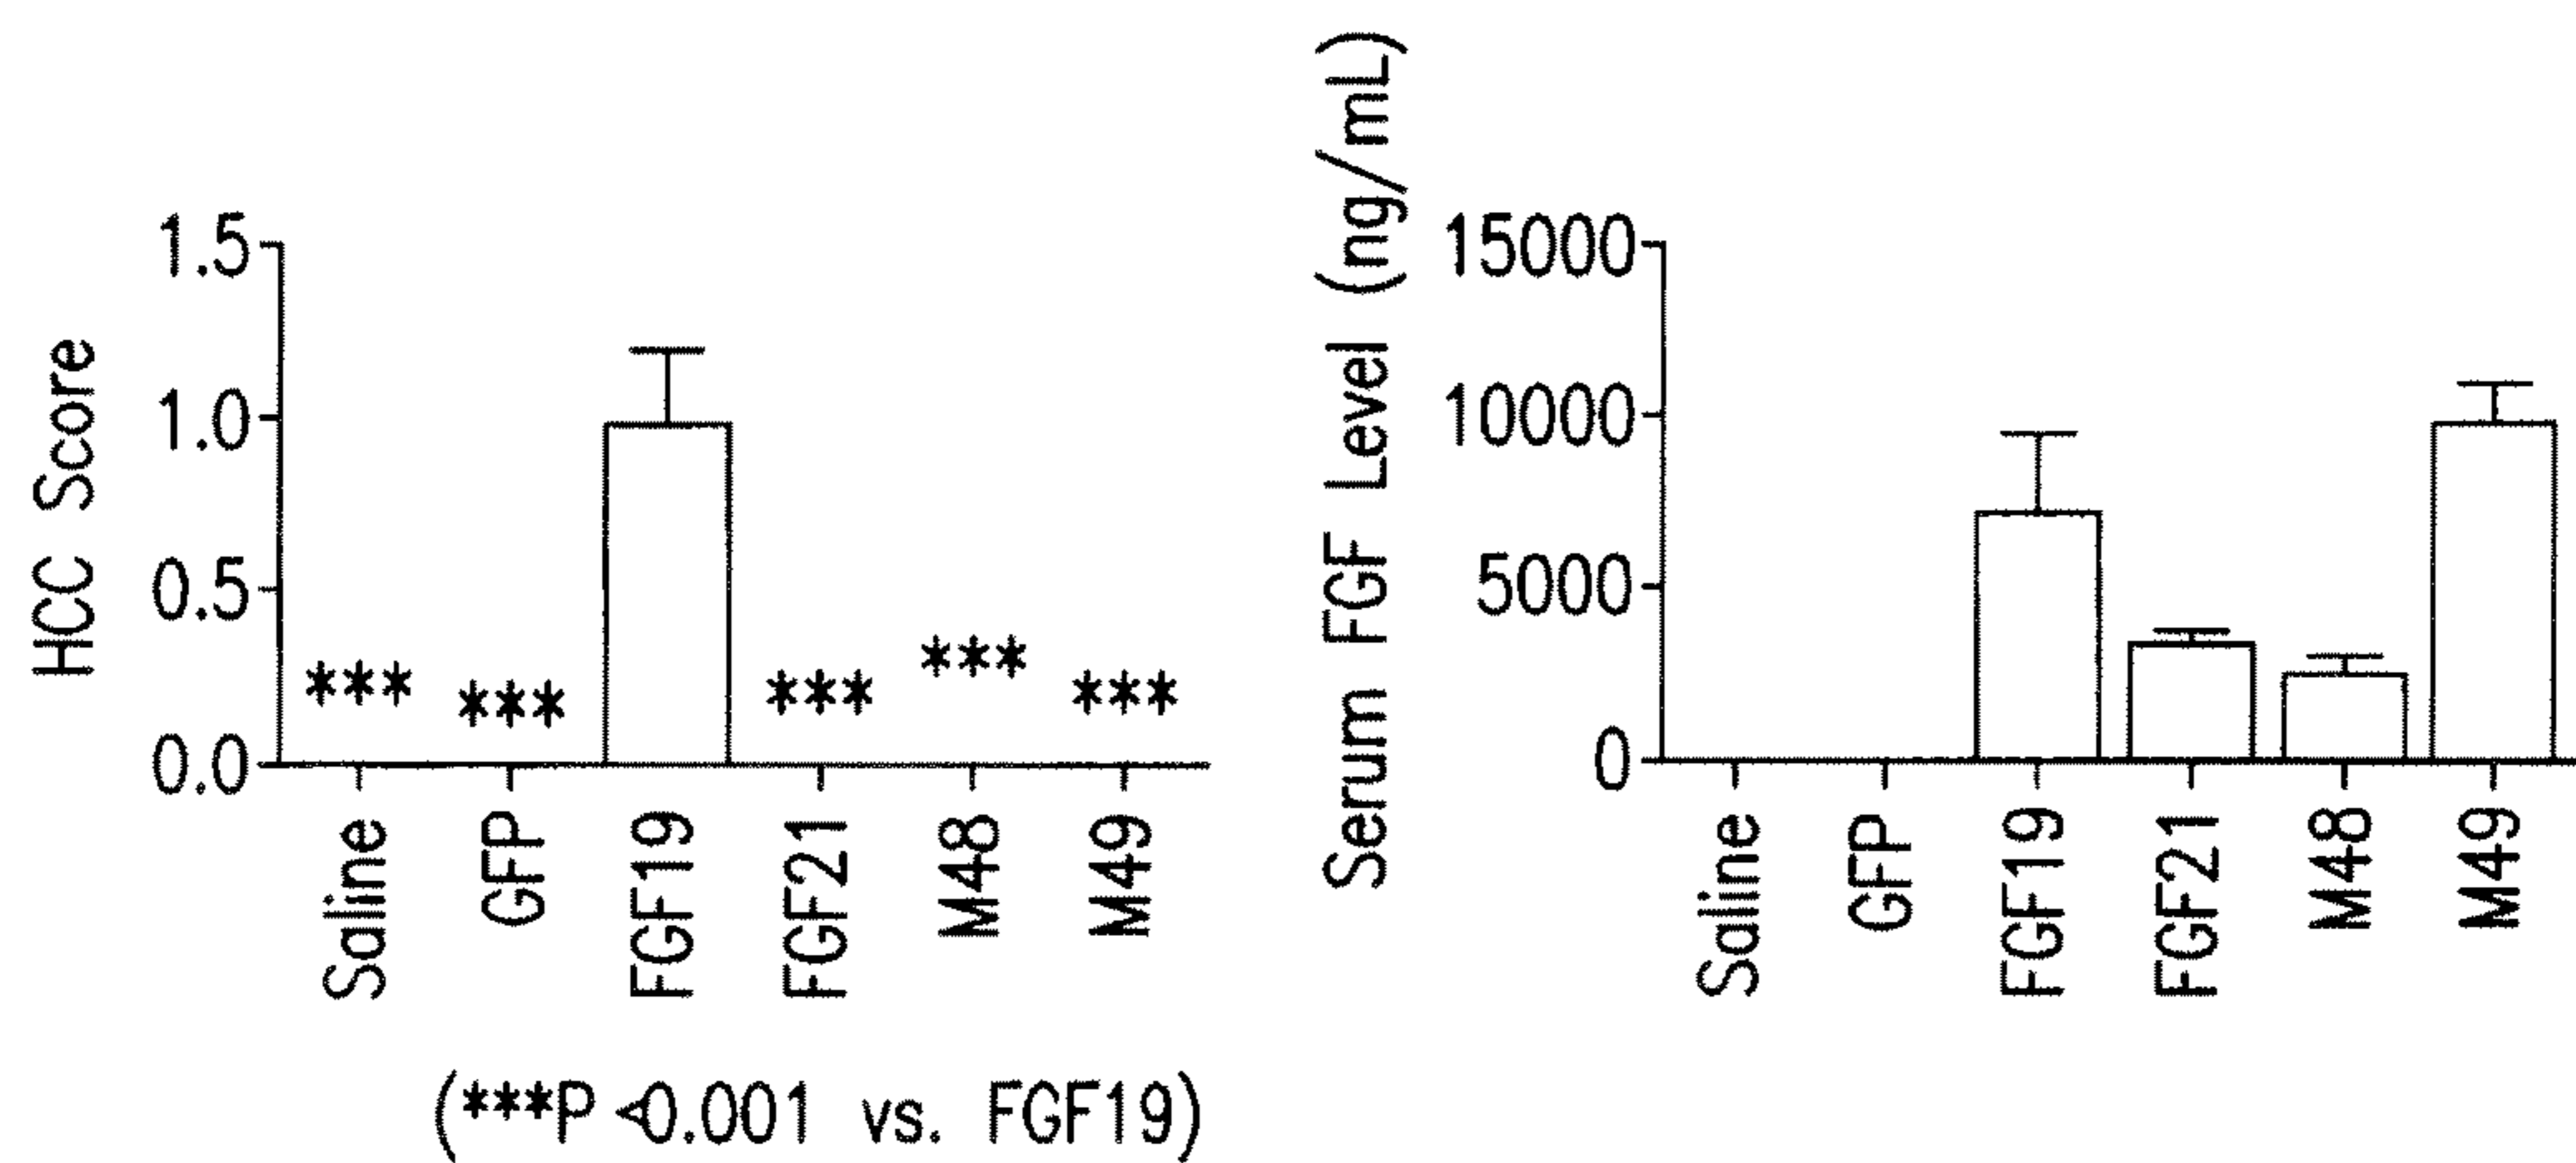 HCC Score
1.5
1.0
0.5
0.0
***
***
***
***
***
Saline
GFP
FGF19
FGF21
M48
M49
(***P <0.001 vs. FGF19)
Serum FGF Level (ng/mL)
15000
10000
5000
0
Saline
GFP
FGF19
FGF21
M48
M49